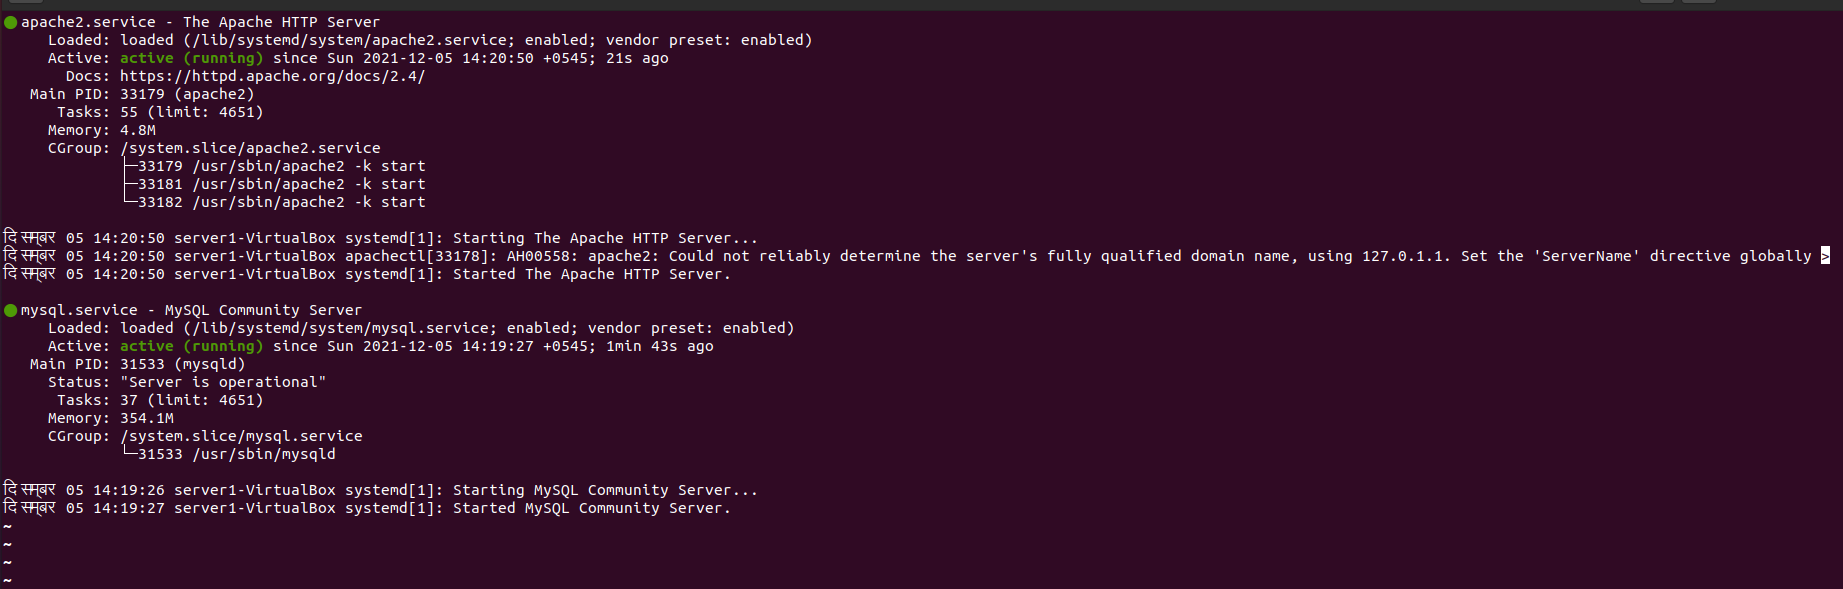 ● apache2.service - The Apache HTTP Server
Loaded: loaded (/lib/systemd/system/apache2.service; enabled; vendor preset: enabled)
Active: active (running) since Sun 2021-12-05 14:20:50 +0545; 21s ago
Docs: https://httpd.apache.org/docs/2.4/
Main PID: 33179 (apache2)
Tasks: 55 (limit: 4651)
Memory: 4.8M
CGroup: /system.slice/apache2.service
├─33179 /usr/sbin/apache2 -k start
├─33181 /usr/sbin/apache2 -k start
└─33182 /usr/sbin/apache2 -k start
दिसम्बर 05 14:20:50 server1-VirtualBox systemd[1]: Starting The Apache HTTP Server...
दिसम्बर 05 14:20:50 server1-VirtualBox apachectl[33178]: AH00558: apache2: Could not reliably determine the server's fully qualified domain name, using 127.0.1.1. Set the 'ServerName' directive globally >
दिसम्बर 05 14:20:50 server1-VirtualBox systemd[1]: Started The Apache HTTP Server.
● mysql.service - MySQL Community Server
Loaded: loaded (/lib/systemd/system/mysql.service; enabled; vendor preset: enabled)
Active: active (running) since Sun 2021-12-05 14:19:27 +0545; 1min 43s ago
Main PID: 31533 (mysqld)
Status: "Server is operational"
Tasks: 37 (limit: 4651)
Memory: 354.1M
CGroup: /system.slice/mysql.service
└─31533 /usr/sbin/mysqld
दिसम्बर 05 14:19:26 server1-VirtualBox systemd[1]: Starting MySQL Community Server...
दिसम्बर 05 14:19:27 server1-VirtualBox systemd[1]: Started MySQL Community Server.
~
~
~
~